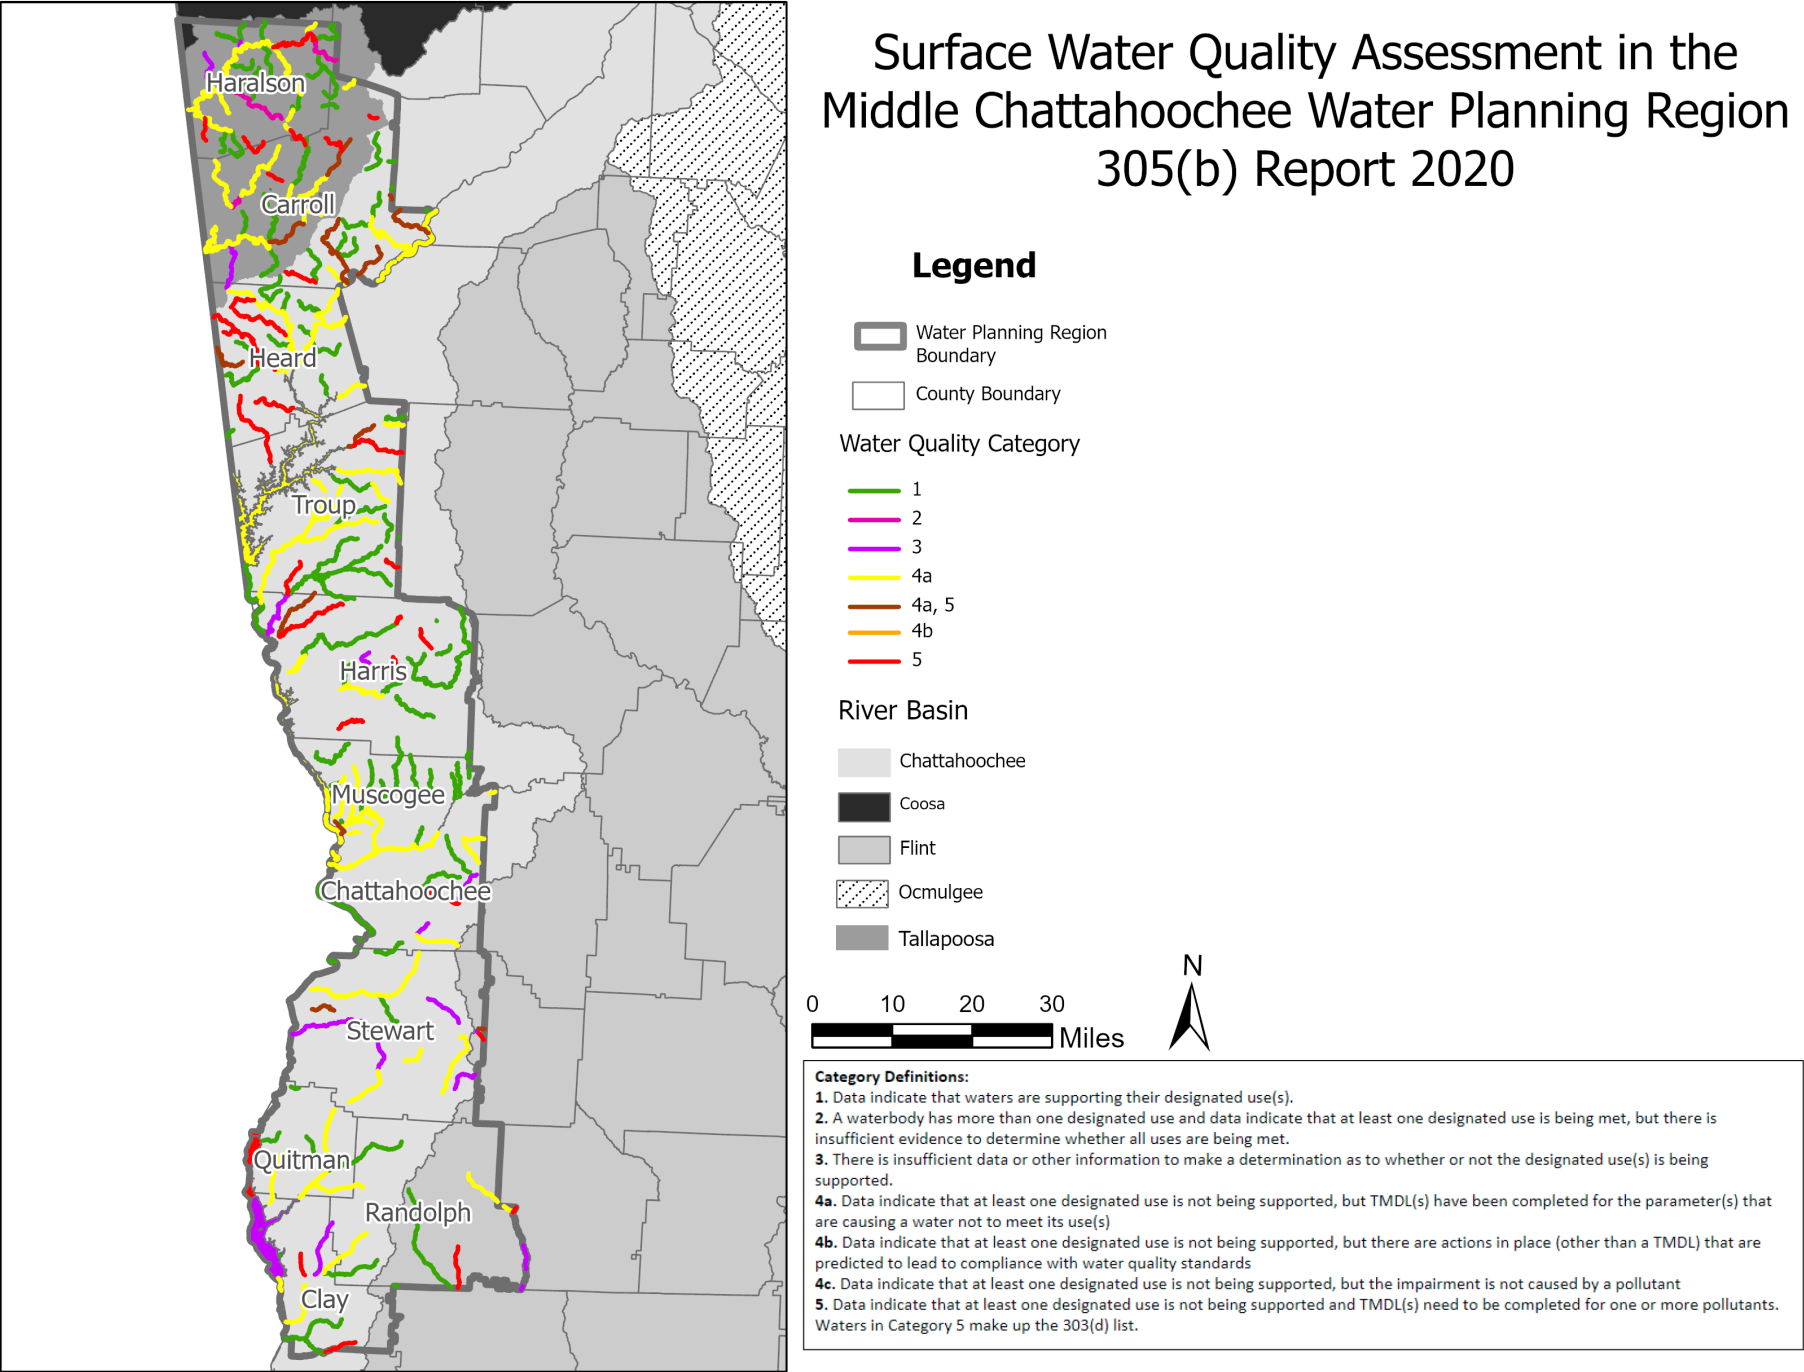 Surface Water Quality Assessment in the
Middle Chattahoochee Water Planning Region
305(b) Report 2020
Legend
Water Planning Region
Boundary
County Boundary
Water Quality Category
1
2
3
4a
4a, 5
4b
5
River Basin
Chattahoochee
Coosa
Flint
Ocmulgee
Tallapoosa
0 10 20 30
Miles
N
Category Definitions:
1. Data indicate that waters are supporting their designated use(s).
2. A waterbody has more than one designated use and data indicate that at least one designated use is being met, but there is
insufficient evidence to determine whether all uses are being met.
3. There is insufficient data or other information to make a determination as to whether or not the designated use(s) is being
supported.
4a. Data indicate that at least one designated use is not being supported, but TMDL(s) have been completed for the parameter(s) that
are causing a water not to meet its use(s)
4b. Data indicate that at least one designated use is not being supported, but there are actions in place (other than a TMDL) that are
predicted to lead to compliance with water quality standards
4c. Data indicate that at least one designated use is not being supported, but the impairment is not caused by a pollutant
5. Data indicate that at least one designated use is not being supported and TMDL(s) need to be completed for one or more pollutants.
Waters in Category 5 make up the 303(d) list.
Haralson
Carroll
Heard
Troup
Harris
Muscogee
Chattahoochee
Stewart
Quitman
Randolph
Clay